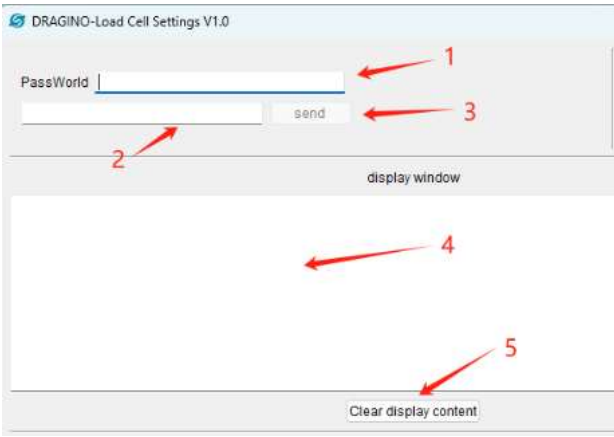 DRAGINO-Load Cell Settings V1.0
1
PassWorld
send
3
2
display window
4
5
Clear display content